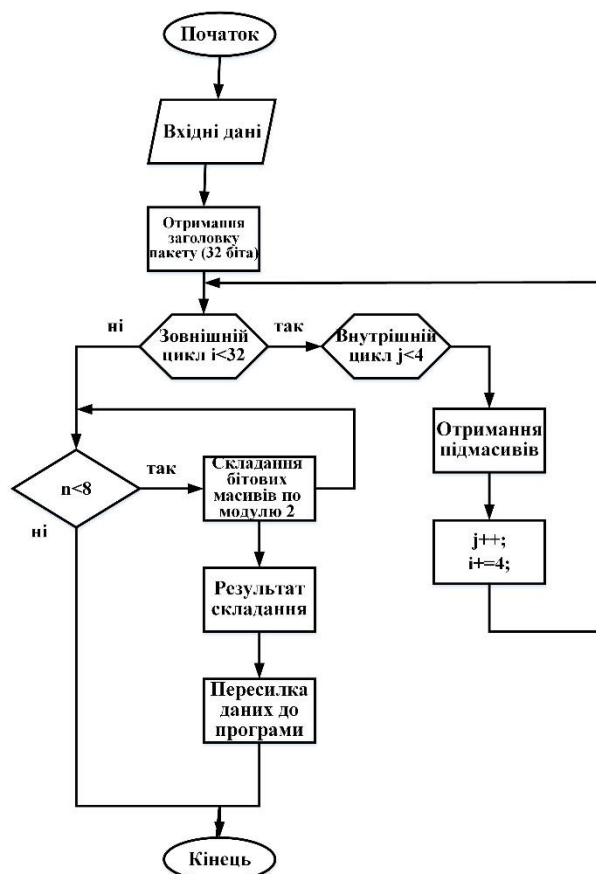 Початок
Вхідні дані
Отримання
заголовку
пакету (32 біта)
ні
Зовнішній
цикл i<32
так
Внутрішній
цикл j<4
Отримання
підмасивів
j++;
i+=4;
n<8
так
ні
Складання
бітових
масивів по
модулю 2
Результат
складання
Пересилка
даних до
програми
Кінець